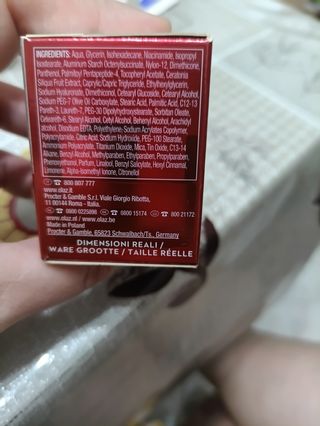 INGREDIENTS: Aqua, Glycerin, Isohexadecane, Niacinamide, Isopropyl
Isostearate, Aluminum Starch Octenylsuccinate, Nylon-12, Dimethicone,
Panthenol, Palmitoyl Pentapeptide-4, Tocopheryl Acetate, Ceratonia
Siliqua Fruit Extract, Caprylic/Capric Triglyceride, Ethylhexylglycerin,
Sodium Hyaluronate, Dimethiconol, Cetearyl Glucoside, Cetearyl Alcohol,
Sodium PEG-7 Olive Oil Carboxylate, Stearic Acid, Palmitic Acid, C12-13
Pareth-3, Laureth-7, PEG-30 Dipolyhydroxystearate, Sorbitan Oleate,
Ceteareth-6, Stearyl Alcohol, Cetyl Alcohol, Behenyl Alcohol, Arachidyl
alcohol, Disodium EDTA, Polyethylene-Sodium Acrylates Copolymer,
Polyacrylamide, Citric Acid, Sodium Hydroxide, PEG-100 Stearate,
Ammonium Polyacrylate, Titanium Dioxide, Mica, Tin Oxide, C13-14
Alkane, Benzyl Alcohol, Methylparaben, Ethylparaben, Propylparaben,
Phenoxyethanol, Parfum, Linalool, Benzyl Salicylate, Hexyl Cinnamal,
Limonene, Alpha-Isomethyl Ionone, Citronellol
800 807 777
www.olaz.it
Procter & Gamble S.r.l. Viale Giorgio Ribotta,
11 00144 Roma - Italia.
0800 0225896 0800 15174 800 21172
www.olaz.nl / www.olaz.be
Made in Poland
Procter & Gamble, 65823 Schwalbach/Ts., Germany
DIMENSIONI REALI /
WARE GROOTTE / TAILLE RÉELLE